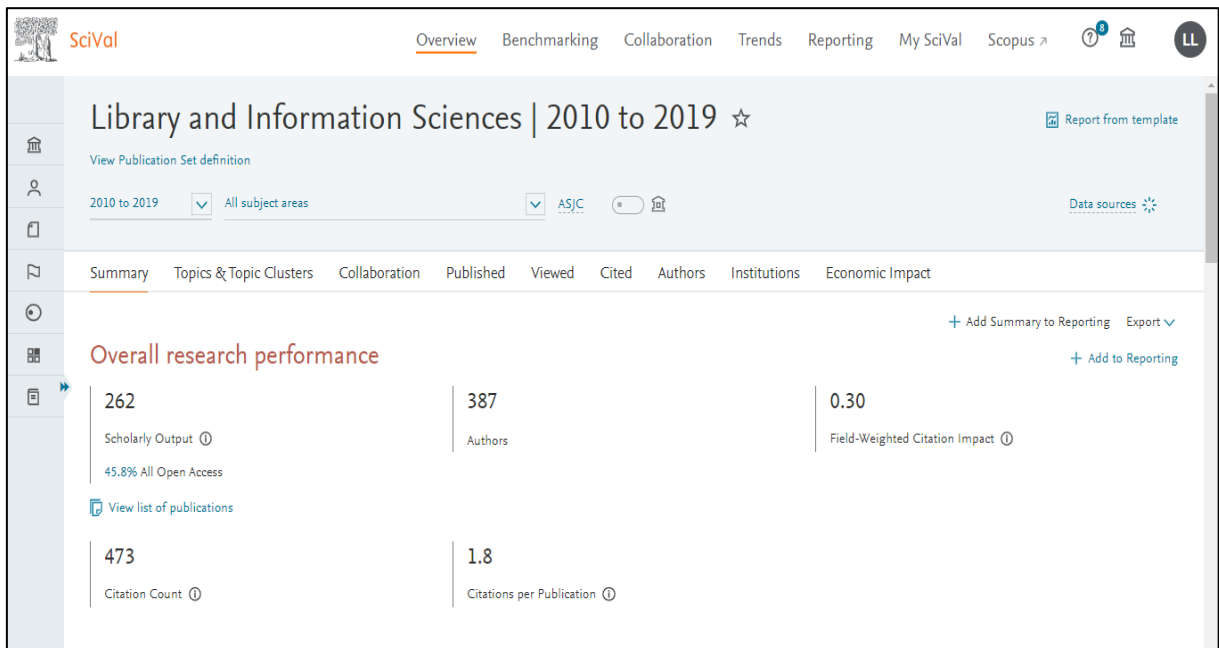 SciVal
Overview Benchmarking Collaboration Trends Reporting My SciVal Scopus ↗ 8 LL
Library and Information Sciences | 2010 to 2019 ☆
Report from template
View Publication Set definition
2010 to 2019 All subject areas ASJC Data sources
Summary Topics & Topic Clusters Collaboration Published Viewed Cited Authors Institutions Economic Impact
+ Add Summary to Reporting Export
Overall research performance + Add to Reporting
262 387 0.30
Scholarly Output Authors Field-Weighted Citation Impact
45.8% All Open Access
View list of publications
473 1.8
Citation Count Citations per Publication